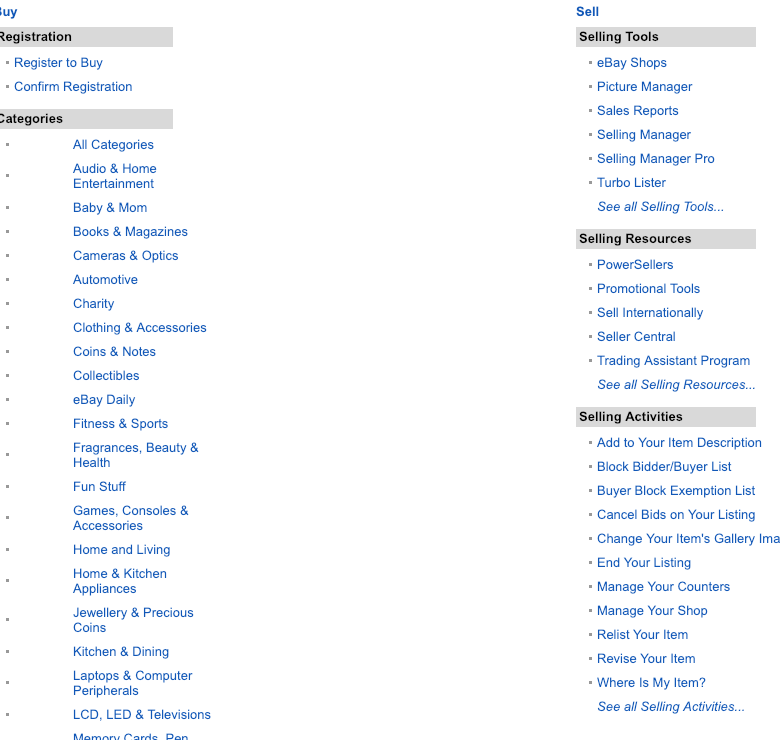 Buy
Registration
Register to Buy
Confirm Registration
Categories
All Categories
Audio & Home
Entertainment
Baby & Mom
Books & Magazines
Cameras & Optics
Automotive
Charity
Clothing & Accessories
Coins & Notes
Collectibles
eBay Daily
Fitness & Sports
Fragrances, Beauty &
Health
Fun Stuff
Games, Consoles &
Accessories
Home and Living
Home & Kitchen
Appliances
Jewellery & Precious
Coins
Kitchen & Dining
Laptops & Computer
Peripherals
LCD, LED & Televisions
Memory Cards, Pen
Sell
Selling Tools
eBay Shops
Picture Manager
Sales Reports
Selling Manager
Selling Manager Pro
Turbo Lister
See all Selling Tools...
Selling Resources
PowerSellers
Promotional Tools
Sell Internationally
Seller Central
Trading Assistant Program
See all Selling Resources...
Selling Activities
Add to Your Item Description
Block Bidder/Buyer List
Buyer Block Exemption List
Cancel Bids on Your Listing
Change Your Item's Gallery Ima
End Your Listing
Manage Your Counters
Manage Your Shop
Relist Your Item
Revise Your Item
Where Is My Item?
See all Selling Activities...